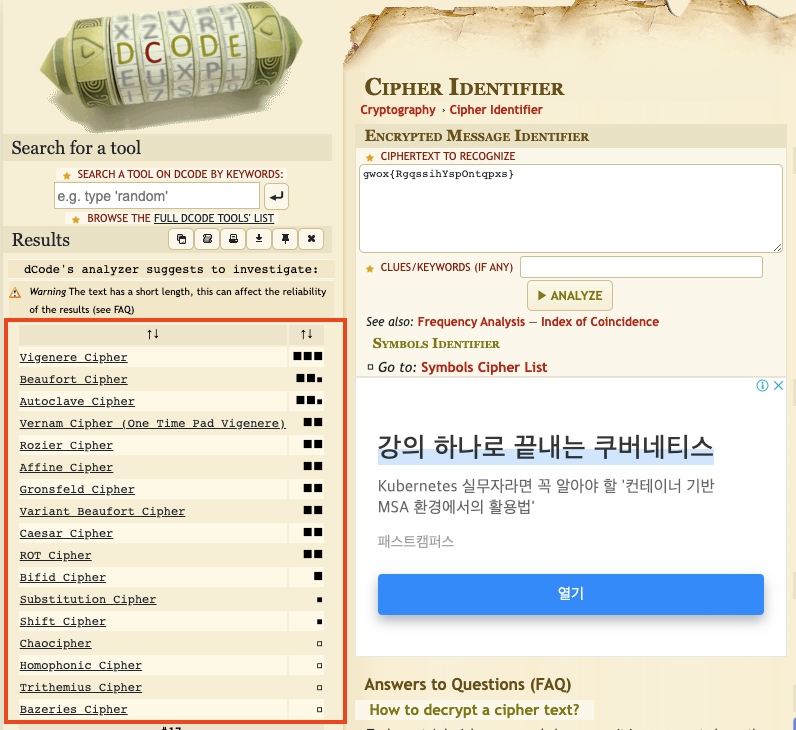 X Z V R T
D C O D E
E U X P L
Search for a tool
SEARCH A TOOL ON DCODE BY KEYWORDS:
e.g. type 'random'
BROWSE THE FULL DCODE TOOLS' LIST
Results
dCode's analyzer suggests to investigate:
Warning The text has a short length, this can affect the reliability
of the results (see FAQ)
↑↓ ↑↓
Vigenere Cipher ■■■
Beaufort Cipher ■■▪
Autoclave Cipher ■■▪
Vernam Cipher (One Time Pad Vigenere) ■■
Rozier Cipher ■■
Affine Cipher ■■
Gronsfeld Cipher ■■
Variant Beaufort Cipher ■■
Caesar Cipher ■■
ROT Cipher ■■
Bifid Cipher ■
Substitution Cipher ▪
Shift Cipher ▪
Chaocipher ▫
Homophonic Cipher ▫
Trithemius Cipher ▫
Bazeries Cipher ▫
CIPHER IDENTIFIER
Cryptography › Cipher Identifier
ENCRYPTED MESSAGE IDENTIFIER
CIPHERTEXT TO RECOGNIZE
gwox{RgqssihYspOntqpxs}
CLUES/KEYWORDS (IF ANY)
▶ ANALYZE
See also: Frequency Analysis — Index of Coincidence
SYMBOLS IDENTIFIER
Go to: Symbols Cipher List
강의 하나로 끝내는 쿠버네티스
Kubernetes 실무자라면 꼭 알아야 할 '컨테이너 기반
MSA 환경에서의 활용법'
패스트캠퍼스
열기
Answers to Questions (FAQ)
How to decrypt a cipher text?